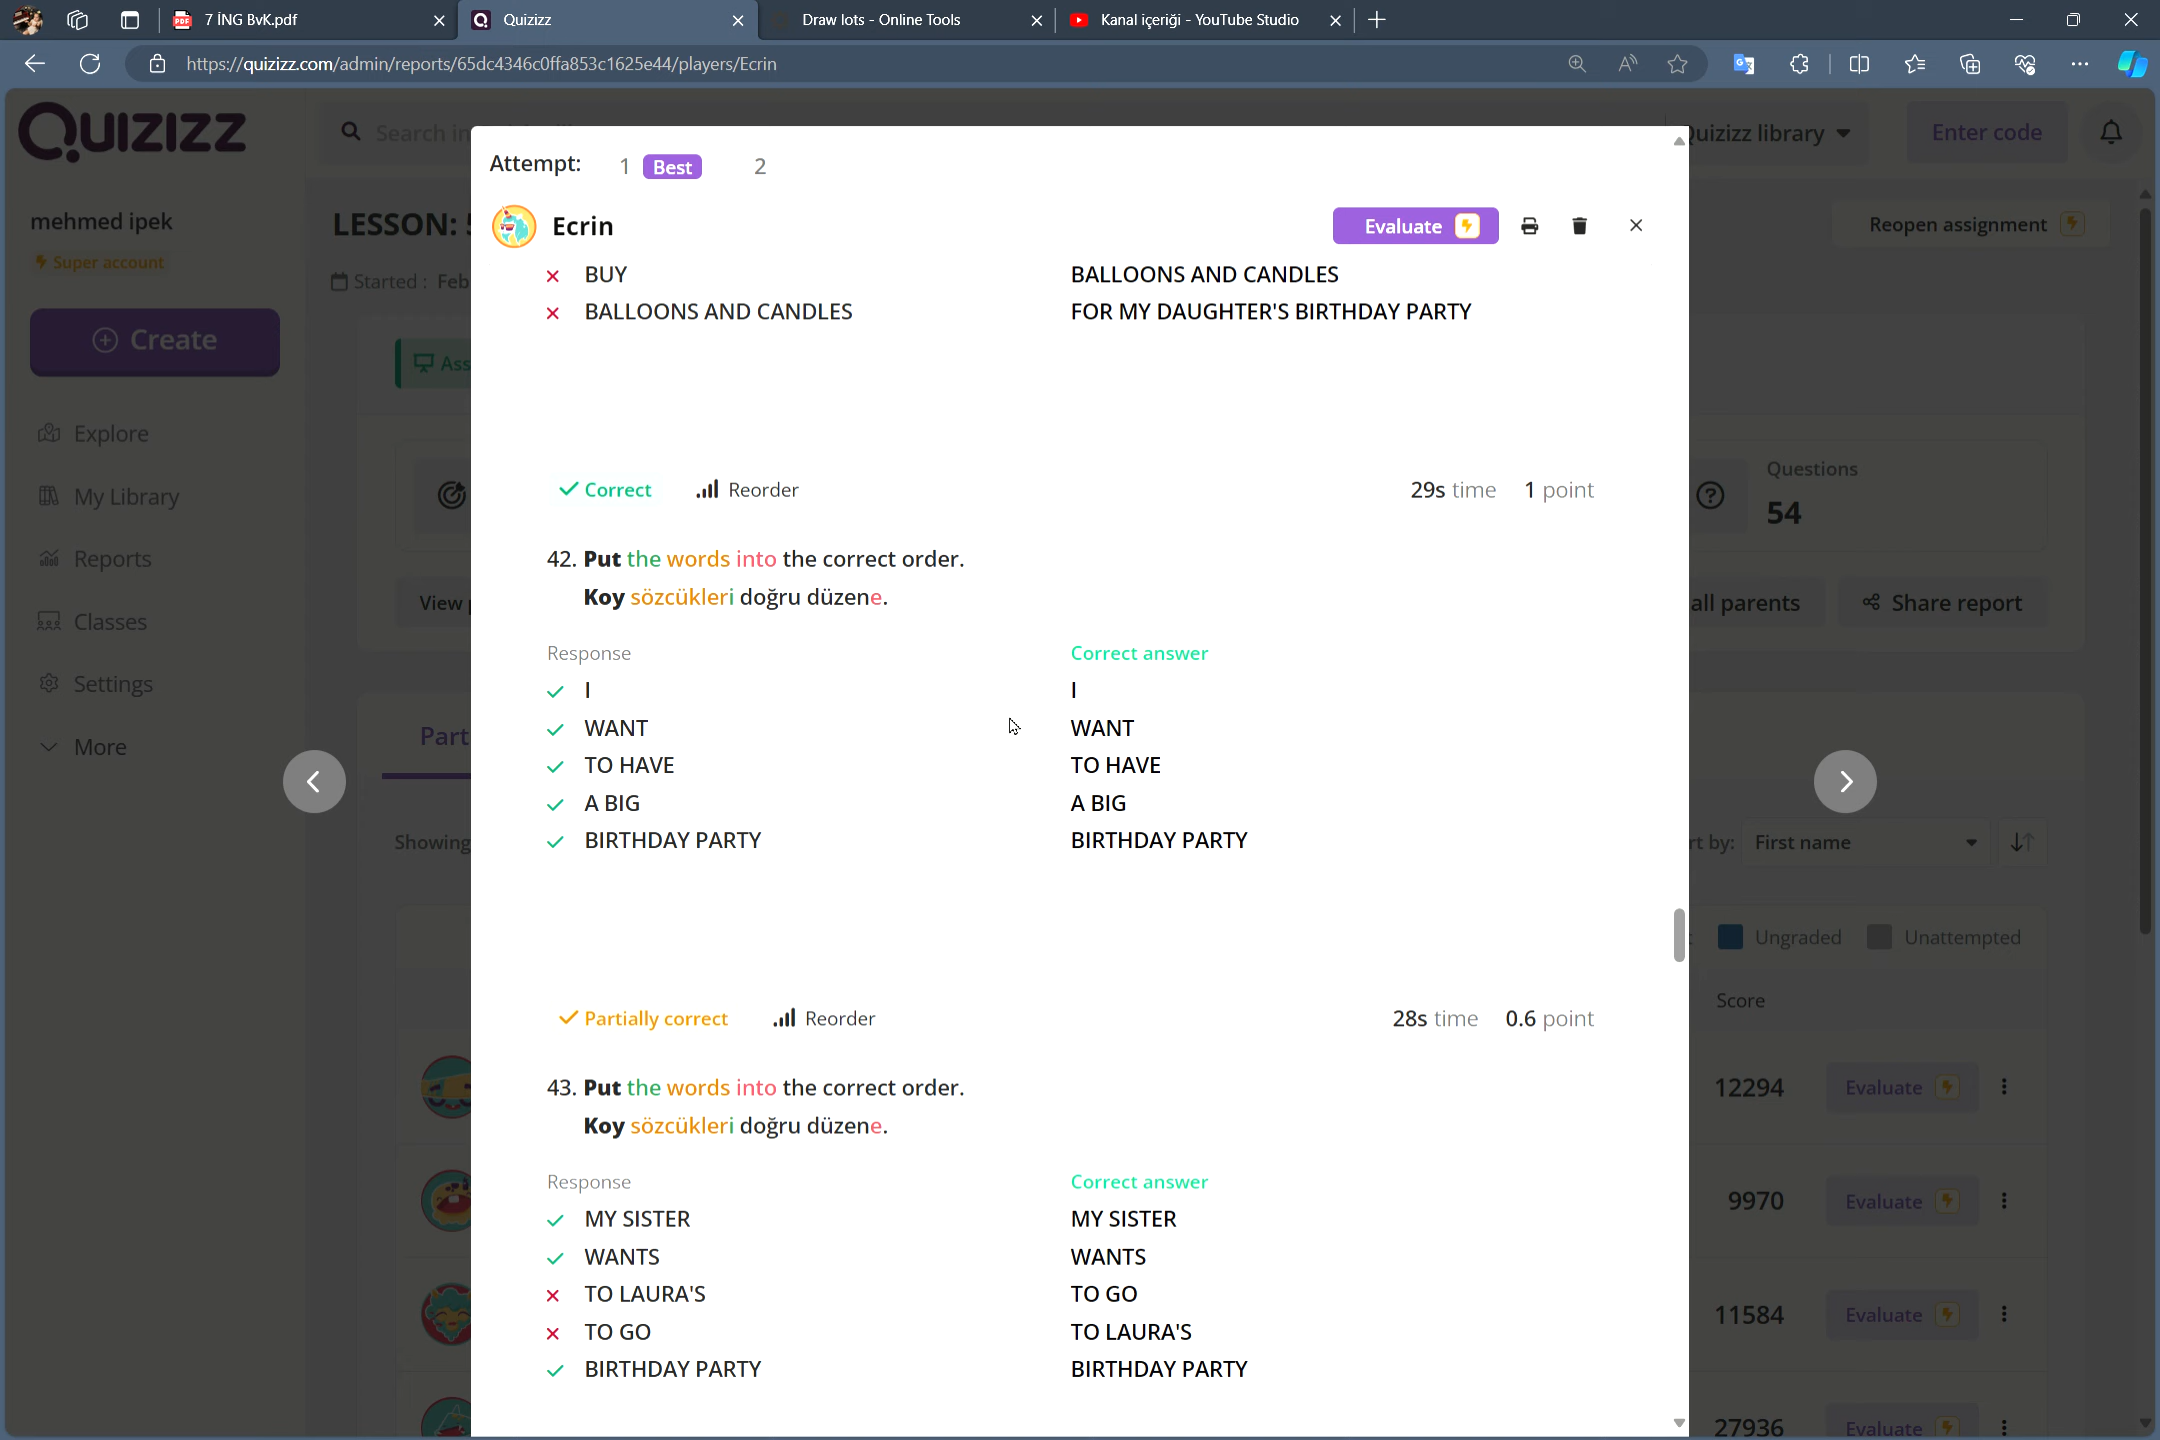 7 İNG BvK.pdf
Quizizz
Draw lots - Online Tools
Kanal içeriği - YouTube Studio
https://quizizz.com/admin/reports/65dc4346c0ffa853c1625e44/players/Ecrin
QUIZIZZ
Search in
Quizizz library
Enter code
mehmed ipek
Super account
Create
Explore
My Library
Reports
Classes
Settings
More
LESSON:
Started : Feb
Reopen assignment
Questions
54
all parents
Share report
Showing
First name
Ungraded
Unattempted
Score
12294 Evaluate
9970 Evaluate
11584 Evaluate
27936 Evaluate
Attempt: 1 Best 2
Ecrin
Evaluate
BUY BALLOONS AND CANDLES
BALLOONS AND CANDLES FOR MY DAUGHTER'S BIRTHDAY PARTY
Correct Reorder 29s time 1 point
42. Put the words into the correct order.
Koy sözcükleri doğru düzene.
Response Correct answer
I I
WANT WANT
TO HAVE TO HAVE
A BIG A BIG
BIRTHDAY PARTY BIRTHDAY PARTY
Partially correct Reorder 28s time 0.6 point
43. Put the words into the correct order.
Koy sözcükleri doğru düzene.
Response Correct answer
MY SISTER MY SISTER
WANTS WANTS
TO LAURA'S TO GO
TO GO TO LAURA'S
BIRTHDAY PARTY BIRTHDAY PARTY